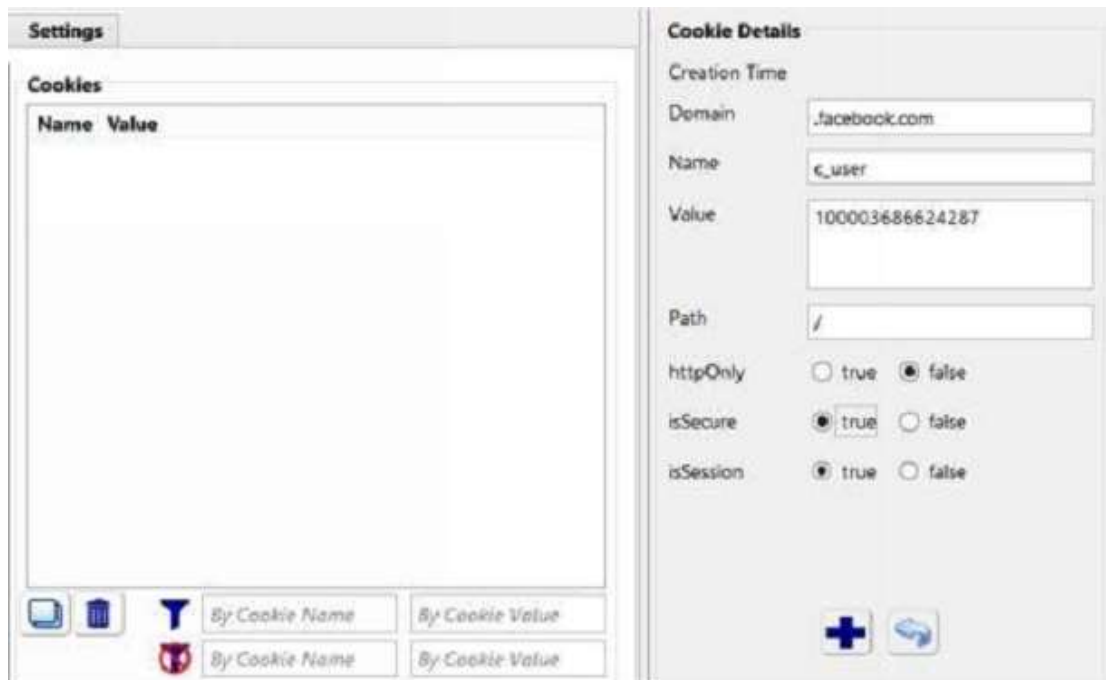 Settings
Cookies
Name Value
By Cookie Name By Cookie Value
By Cookie Name By Cookie Value
Cookie Details
Creation Time
Domain .facebook.com
Name c_user
Value 100003686624287
Path /
httpOnly true false
isSecure true false
isSession true false